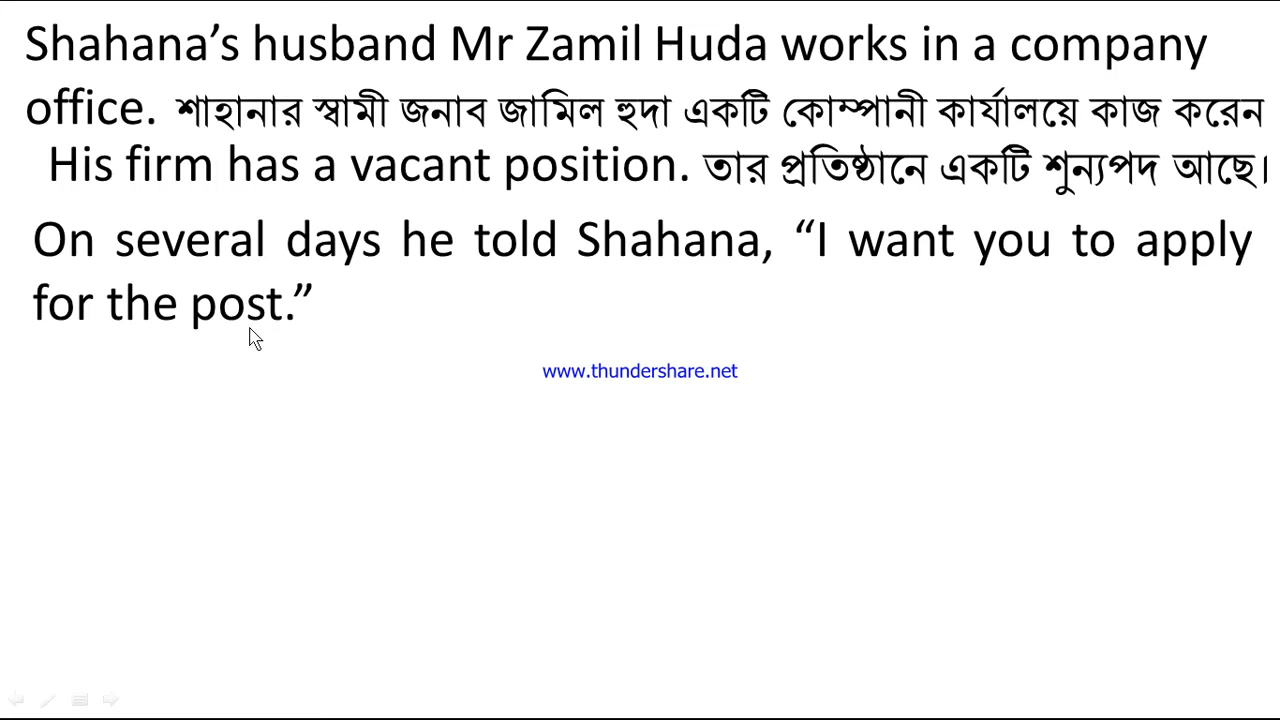 Shahana’s husband Mr Zamil Huda works in a company
office. শাহানার স্বামী জনাব জামিল হুদা একটি কোম্পানী কার্যালয়ে কাজ করেন
His firm has a vacant position. তার প্রতিষ্ঠানে একটি শুন্যপদ আছে।
On several days he told Shahana, “I want you to apply
for the post.”
www.thundershare.net